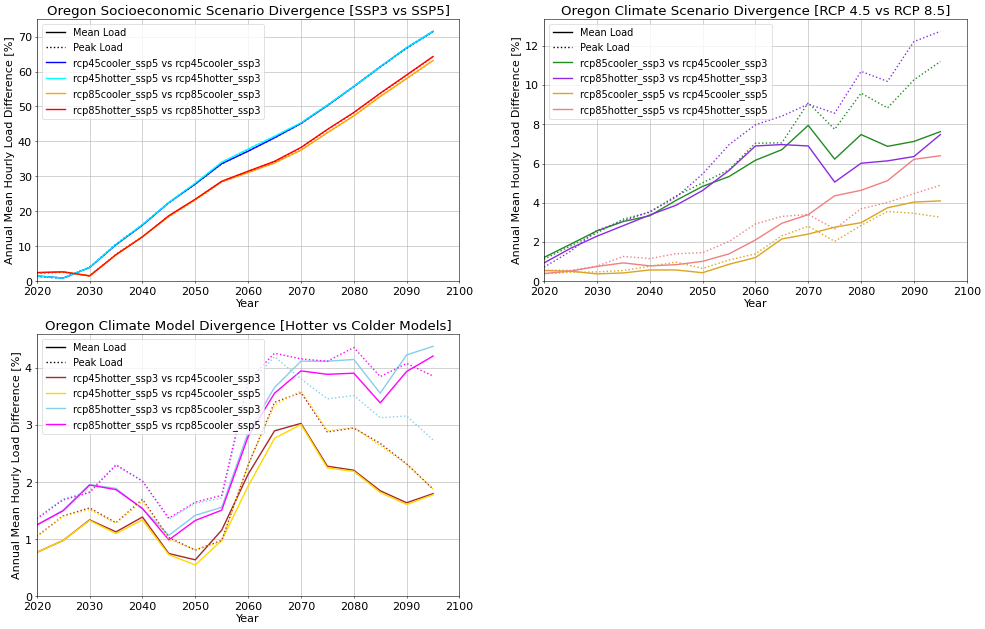 Oregon Socioeconomic Scenario Divergence [SSP3 vs SSP5]
Annual Mean Hourly Load Difference [%]
70
60
50
40
30
20
10
0
Mean Load
Peak Load
rcp45cooler_ssp5 vs rcp45cooler_ssp3
rcp45hotter_ssp5 vs rcp45hotter_ssp3
rcp85cooler_ssp5 vs rcp85cooler_ssp3
rcp85hotter_ssp5 vs rcp85hotter_ssp3
2020 2030 2040 2050 2060 2070 2080 2090 2100
Year
Oregon Climate Scenario Divergence [RCP 4.5 vs RCP 8.5]
Annual Mean Hourly Load Difference [%]
12
10
8
6
4
2
0
Mean Load
Peak Load
rcp85cooler_ssp3 vs rcp45cooler_ssp3
rcp85hotter_ssp3 vs rcp45hotter_ssp3
rcp85cooler_ssp5 vs rcp45cooler_ssp5
rcp85hotter_ssp5 vs rcp45hotter_ssp5
2020 2030 2040 2050 2060 2070 2080 2090 2100
Year
Oregon Climate Model Divergence [Hotter vs Colder Models]
Annual Mean Hourly Load Difference [%]
4
3
2
1
0
Mean Load
Peak Load
rcp45hotter_ssp3 vs rcp45cooler_ssp3
rcp45hotter_ssp5 vs rcp45cooler_ssp5
rcp85hotter_ssp3 vs rcp85cooler_ssp3
rcp85hotter_ssp5 vs rcp85cooler_ssp5
2020 2030 2040 2050 2060 2070 2080 2090 2100
Year